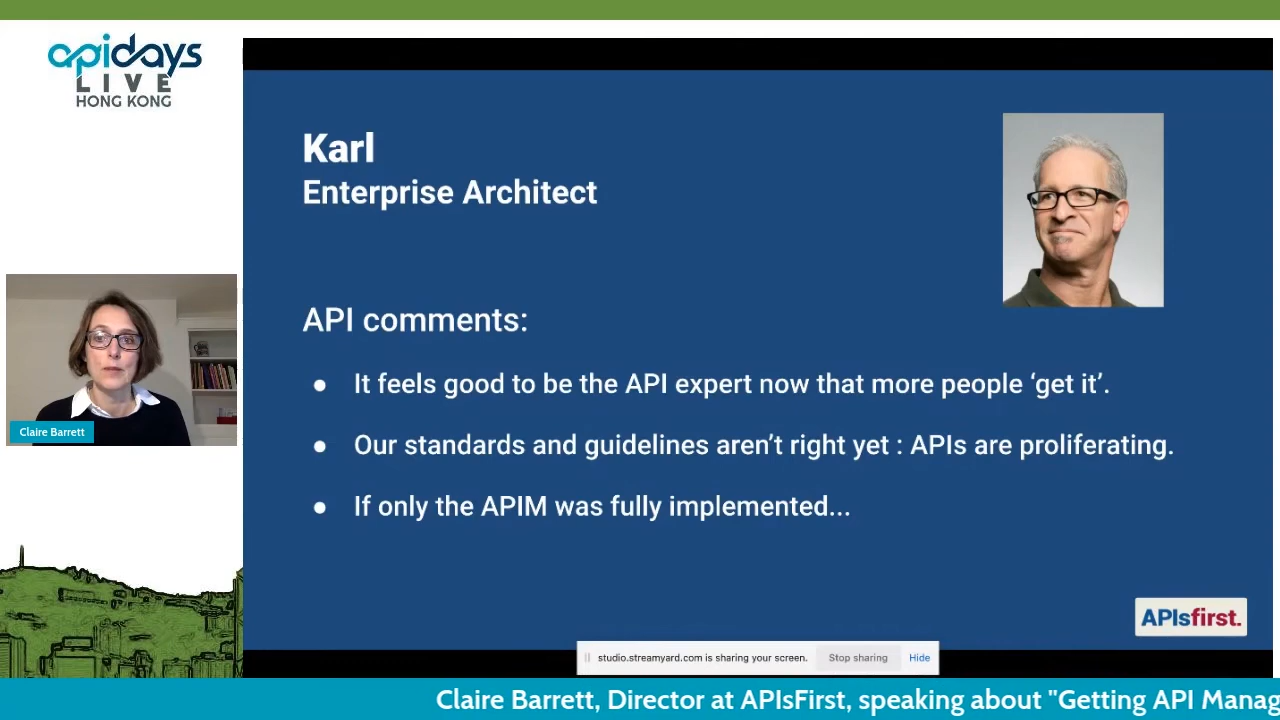 apidays
LIVE
HONG KONG
Karl
Enterprise Architect
API comments:
● It feels good to be the API expert now that more people ‘get it’.
● Our standards and guidelines aren’t right yet : APIs are proliferating.
● If only the APIM was fully implemented...
Claire Barrett
APIsfirst.
studio.streamyard.com is sharing your screen. Stop sharing Hide
Claire Barrett, Director at APIsFirst, speaking about "Getting API Manag